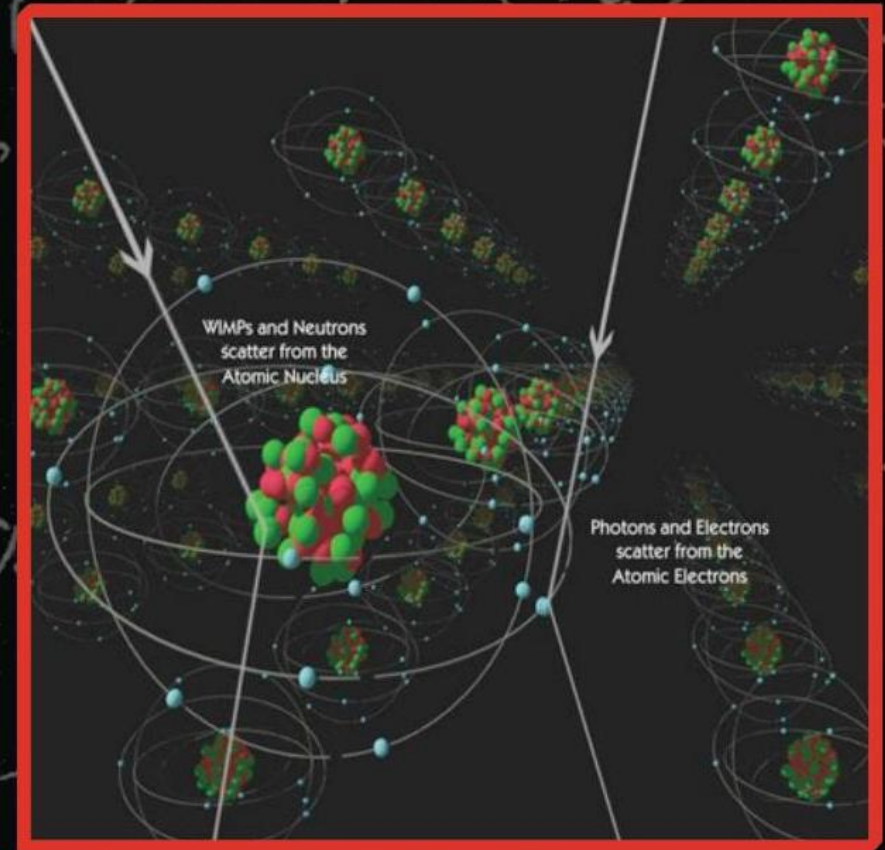 WIMPs and Neutrons
scatter from the
Atomic Nucleus
Photons and Electrons
scatter from the
Atomic Electrons